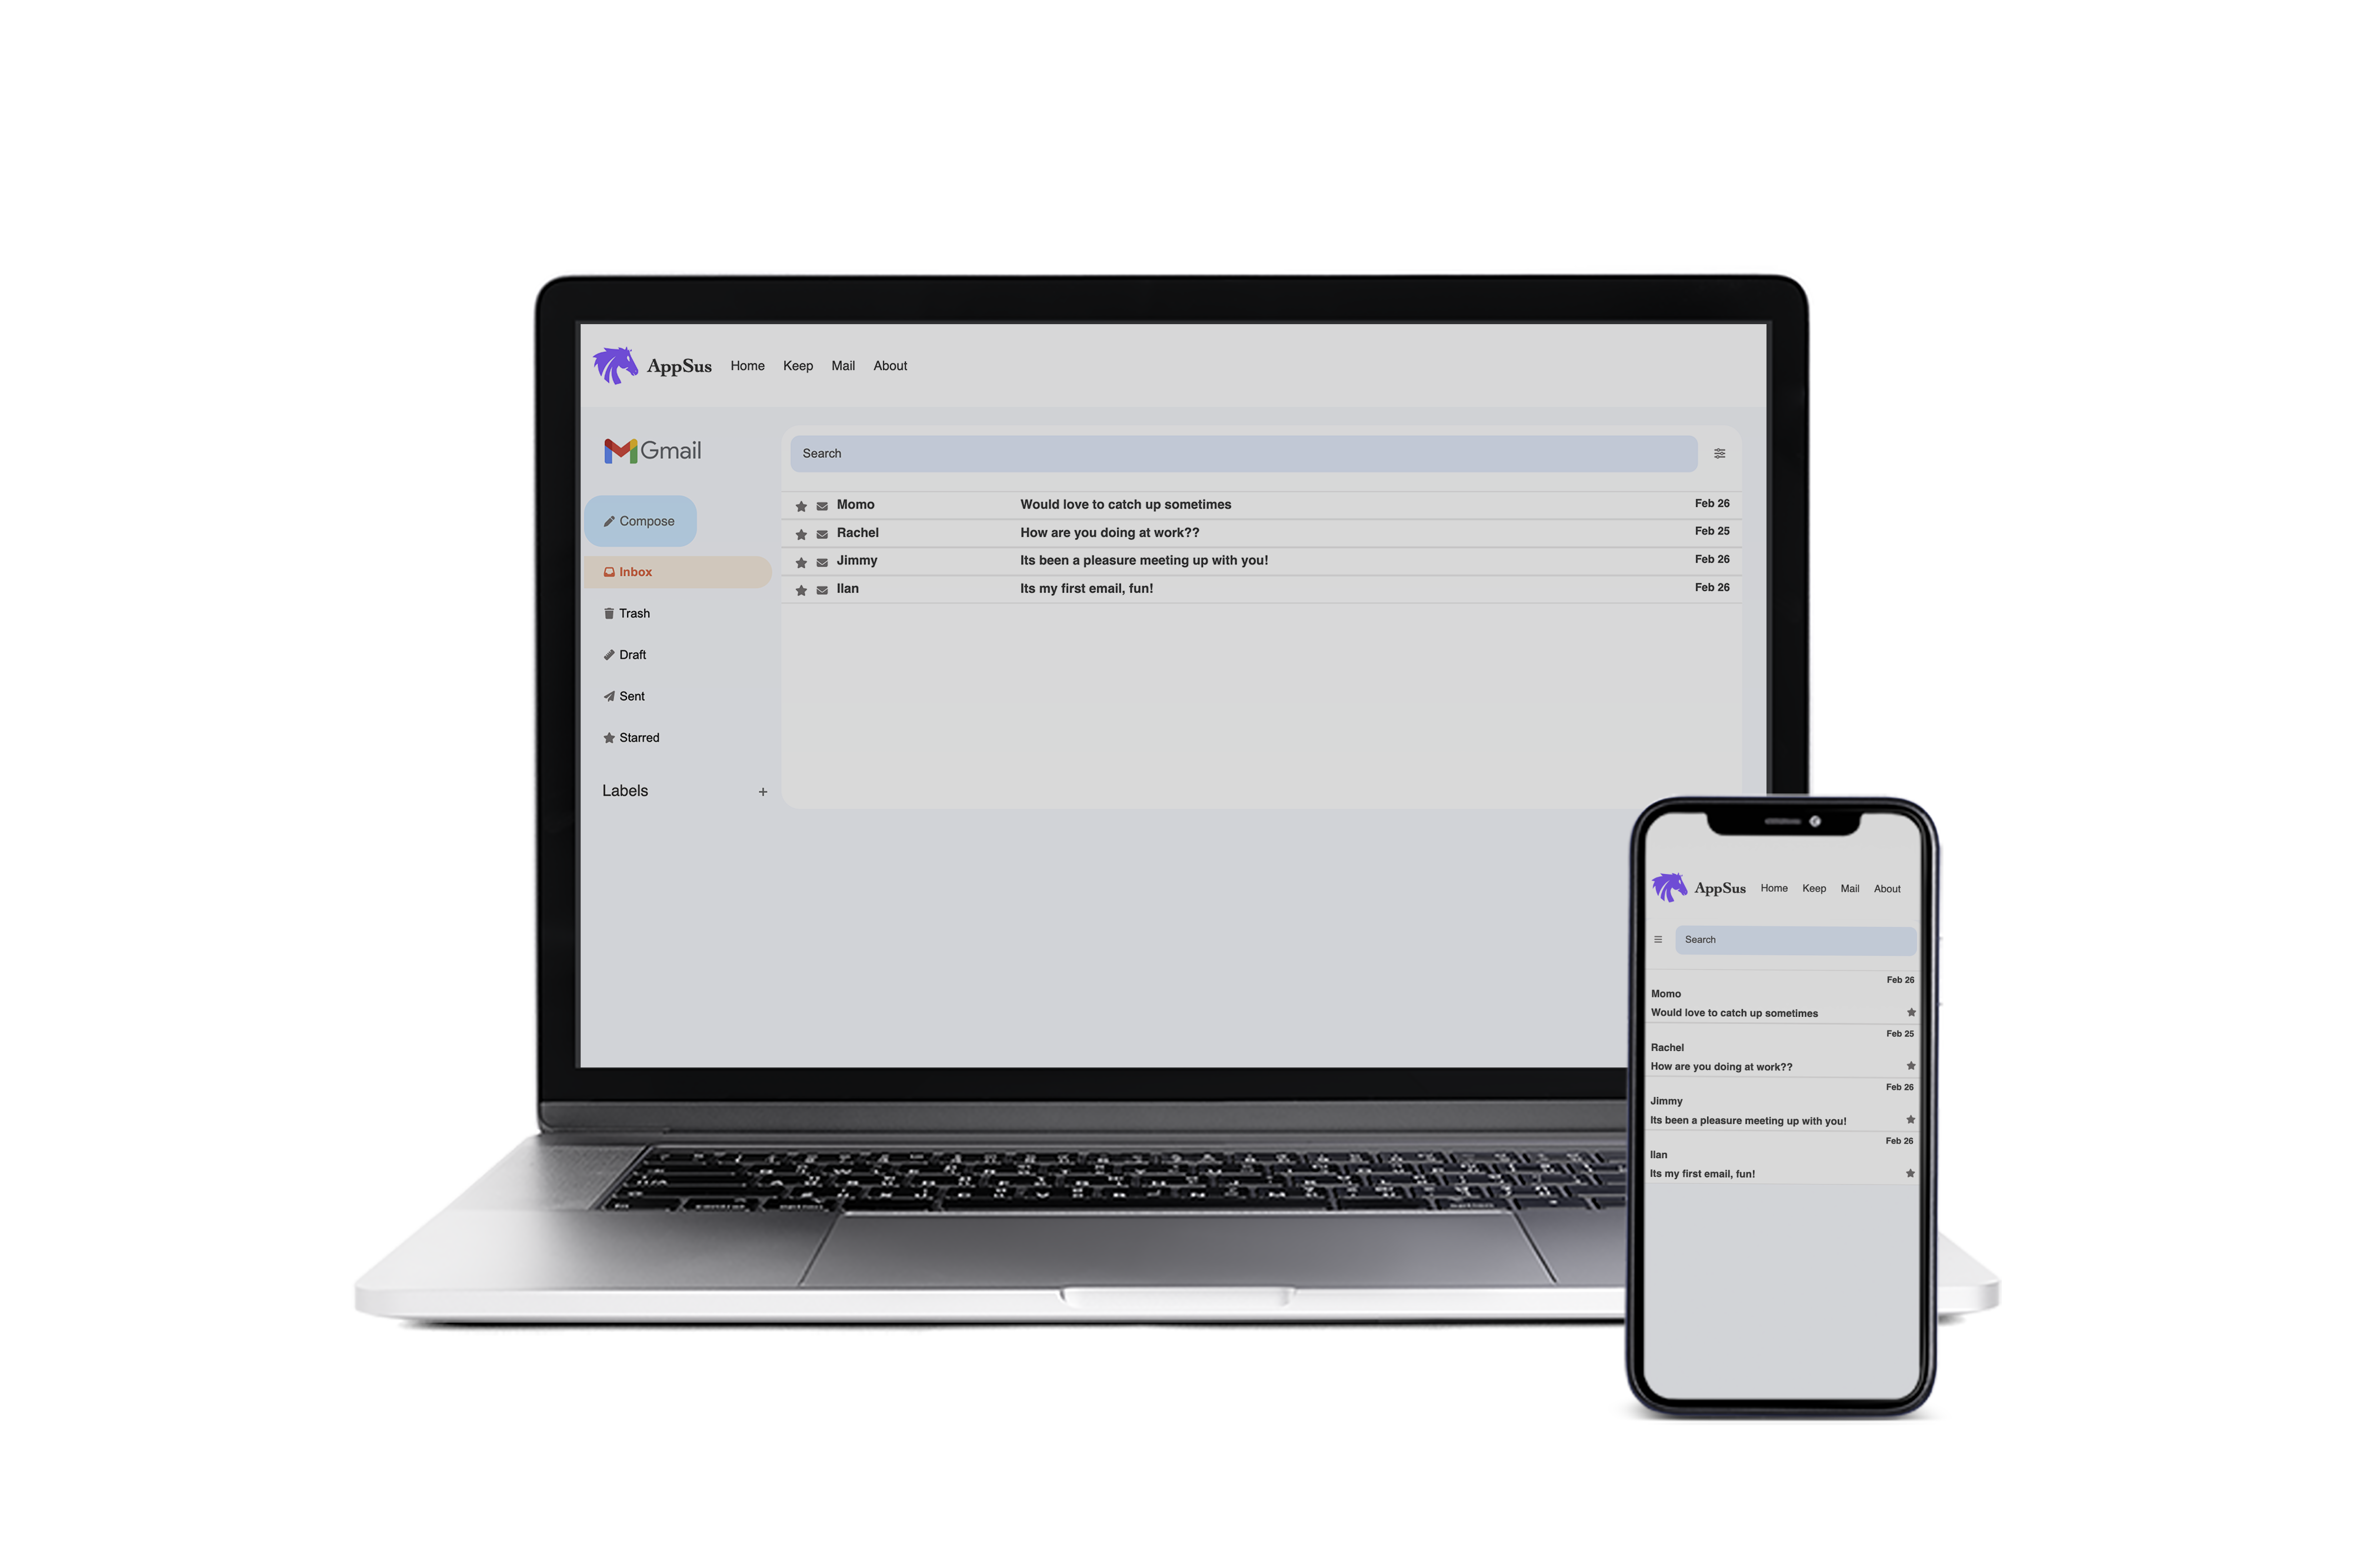 AppSus Home Keep Mail About
Gmail
Search
Compose
Inbox
Trash
Draft
Sent
Starred
Labels +
Momo Would love to catch up sometimes Feb 26
Rachel How are you doing at work?? Feb 25
Jimmy Its been a pleasure meeting up with you! Feb 26
Ilan Its my first email, fun! Feb 26
AppSus Home Keep Mail About
Search
Feb 26
Momo
Would love to catch up sometimes
Feb 25
Rachel
How are you doing at work??
Feb 26
Jimmy
Its been a pleasure meeting up with you!
Feb 26
Ilan
Its my first email, fun!